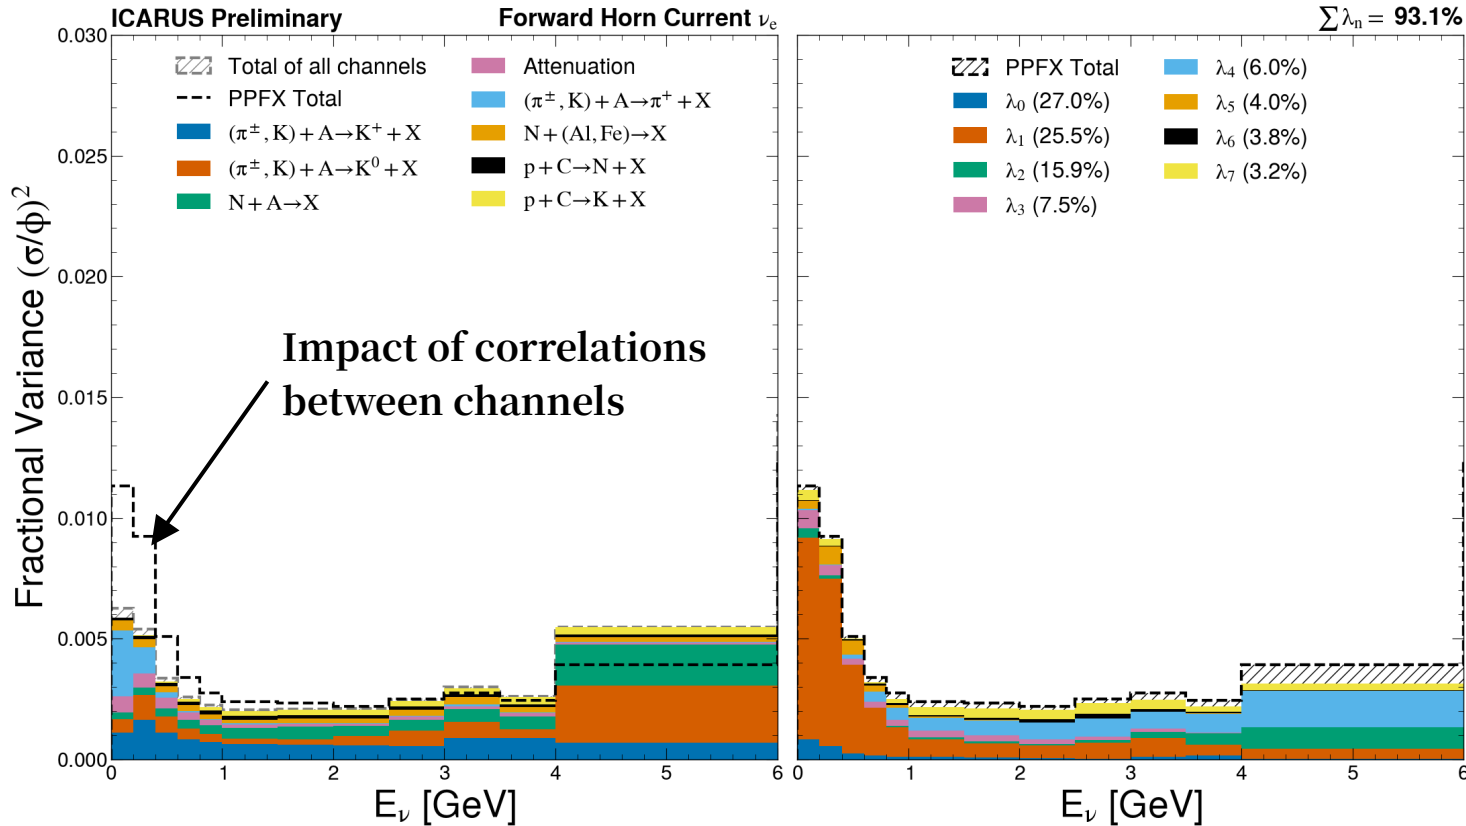 ICARUS Preliminary
Forward Horn Current νe
∑ λn = 93.1%
Fractional Variance (σ/ϕ)²
0.030
0.025
0.020
0.015
0.010
0.005
0.000
Total of all channels
PPFX Total
(π±, K) + A→K⁺ + X
(π±, K) + A→K⁰ + X
N + A→X
Attenuation
(π±, K) + A→π⁺ + X
N + (Al, Fe)→X
p + C→N + X
p + C→K + X
Impact of correlations
between channels
0 1 2 3 4 5 6
Eν [GeV]
PPFX Total
λ0 (27.0%)
λ1 (25.5%)
λ2 (15.9%)
λ3 (7.5%)
λ4 (6.0%)
λ5 (4.0%)
λ6 (3.8%)
λ7 (3.2%)
0 1 2 3 4 5 6
Eν [GeV]